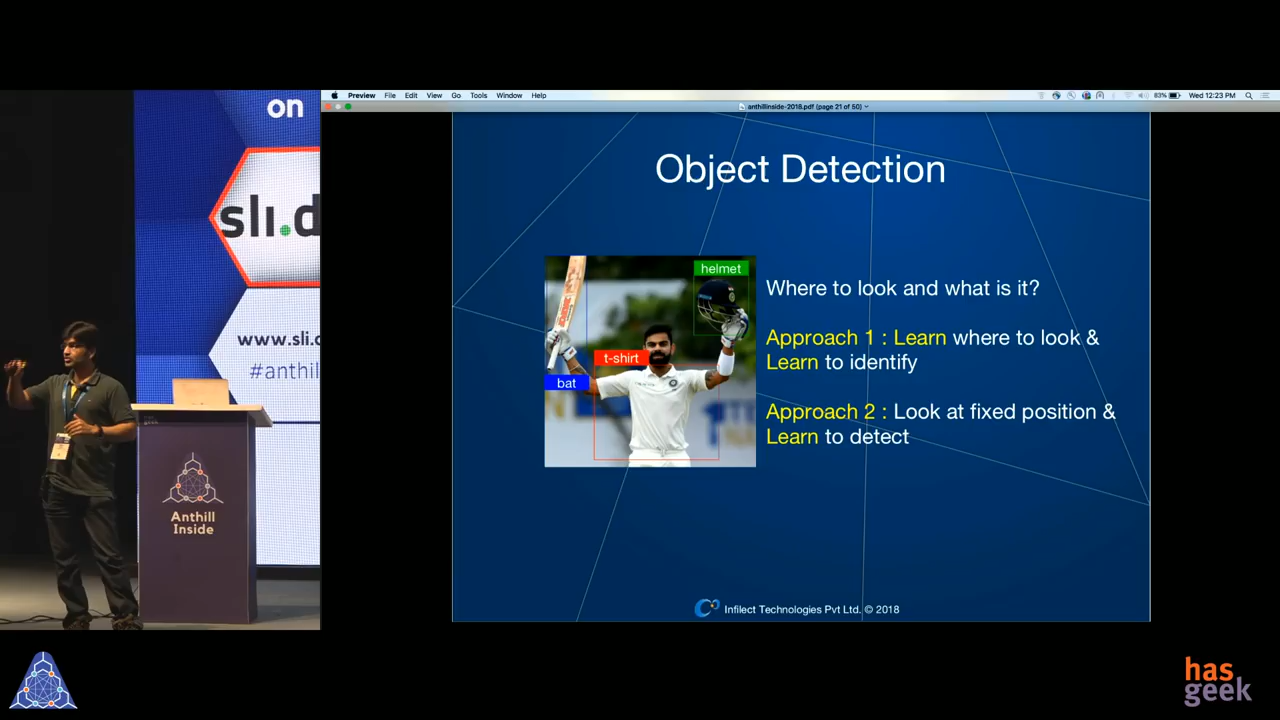 on
sli.d
www.sli.
#anthil
Anthill
Inside
Preview File Edit View Go Tools Window Help
83% Wed 12:23 PM
anthillinside-2018.pdf (page 21 of 50)
Object Detection
helmet
t-shirt
bat
Where to look and what is it?
Approach 1 : Learn where to look &
Learn to identify
Approach 2 : Look at fixed position &
Learn to detect
Infilect Technologies Pvt Ltd. © 2018
has
geek